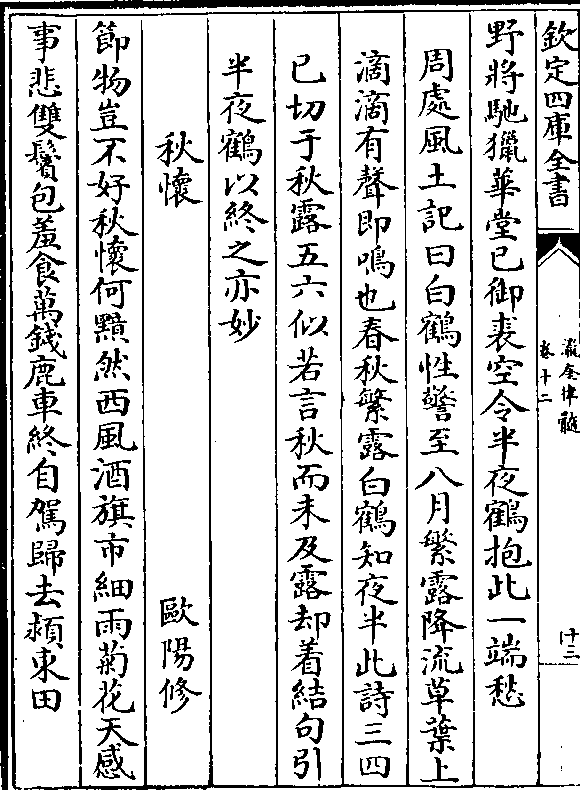 欽定四庫全書
瀛奎律髓
卷十二
十三
野將馳獵華堂已御裘空令半夜鶴抱此一端愁
周處風土記曰白鶴性警至八月繁露降流草葉上
滴滴有聲即鳴也春秋繁露白鶴知夜半此詩三四
已切于秋露五六似若言秋而未及露却着結句引
半夜鶴以終之亦妙
秋懷
歐陽修
節物豈不好秋懷何黯然西風酒旗市細雨菊花天感
事悲雙鬢包羞食萬錢鹿車終自駕歸去潁東田